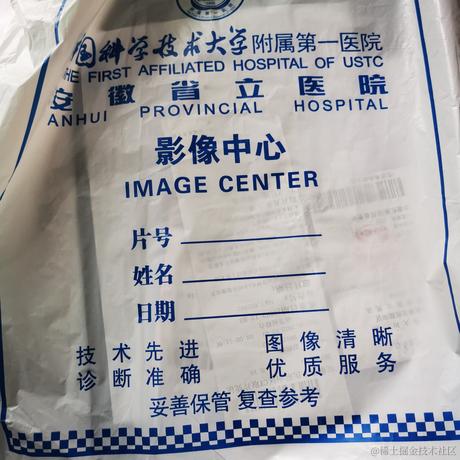 国科学技术大学附属第一医院
THE FIRST AFFILIATED HOSPITAL OF USTC
安徽省立医院
ANHUI PROVINCIAL HOSPITAL
影像中心
IMAGE CENTER
片号
姓名
日期
技术先进 图像清晰
诊断准确 优质服务
妥善保管 复查参考
@稀土掘金技术社区